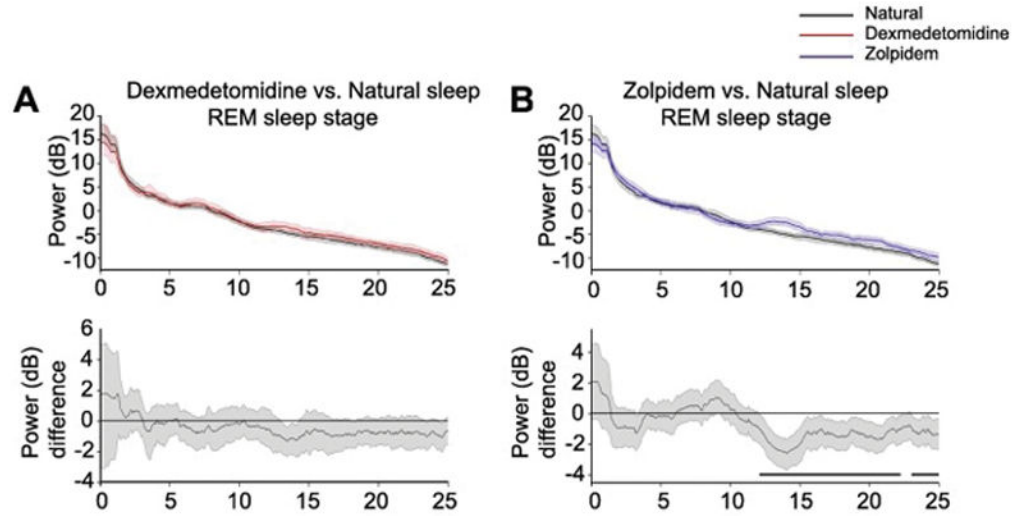 Natural
Dexmedetomidine
Zolpidem
A
Dexmedetomidine vs. Natural sleep
REM sleep stage
Power (dB)
20
15
10
5
0
-5
-10
0 5 10 15 20 25
B
Zolpidem vs. Natural sleep
REM sleep stage
Power (dB)
20
15
10
5
0
-5
-10
0 5 10 15 20 25
Power (dB)
difference
6
4
2
0
-2
-4
0 5 10 15 20 25
Power (dB)
difference
4
2
0
-2
-4
0 5 10 15 20 25